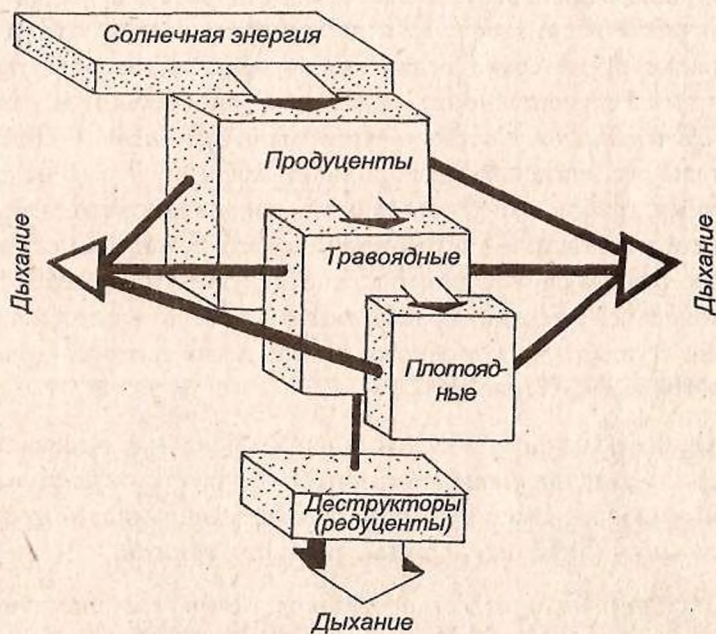 Солнечная энергия
Продуценты
Травоядные
Дыхание
Дыхание
Плотояд-
ные
Деструкторы
(редуценты)
Дыхание